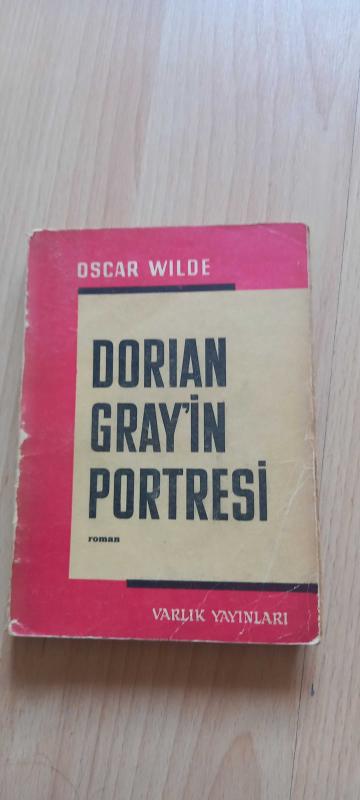 OSCAR WILDE
DORIAN
GRAY'İN
PORTRESİ
roman
VARLIK YAYINLARI